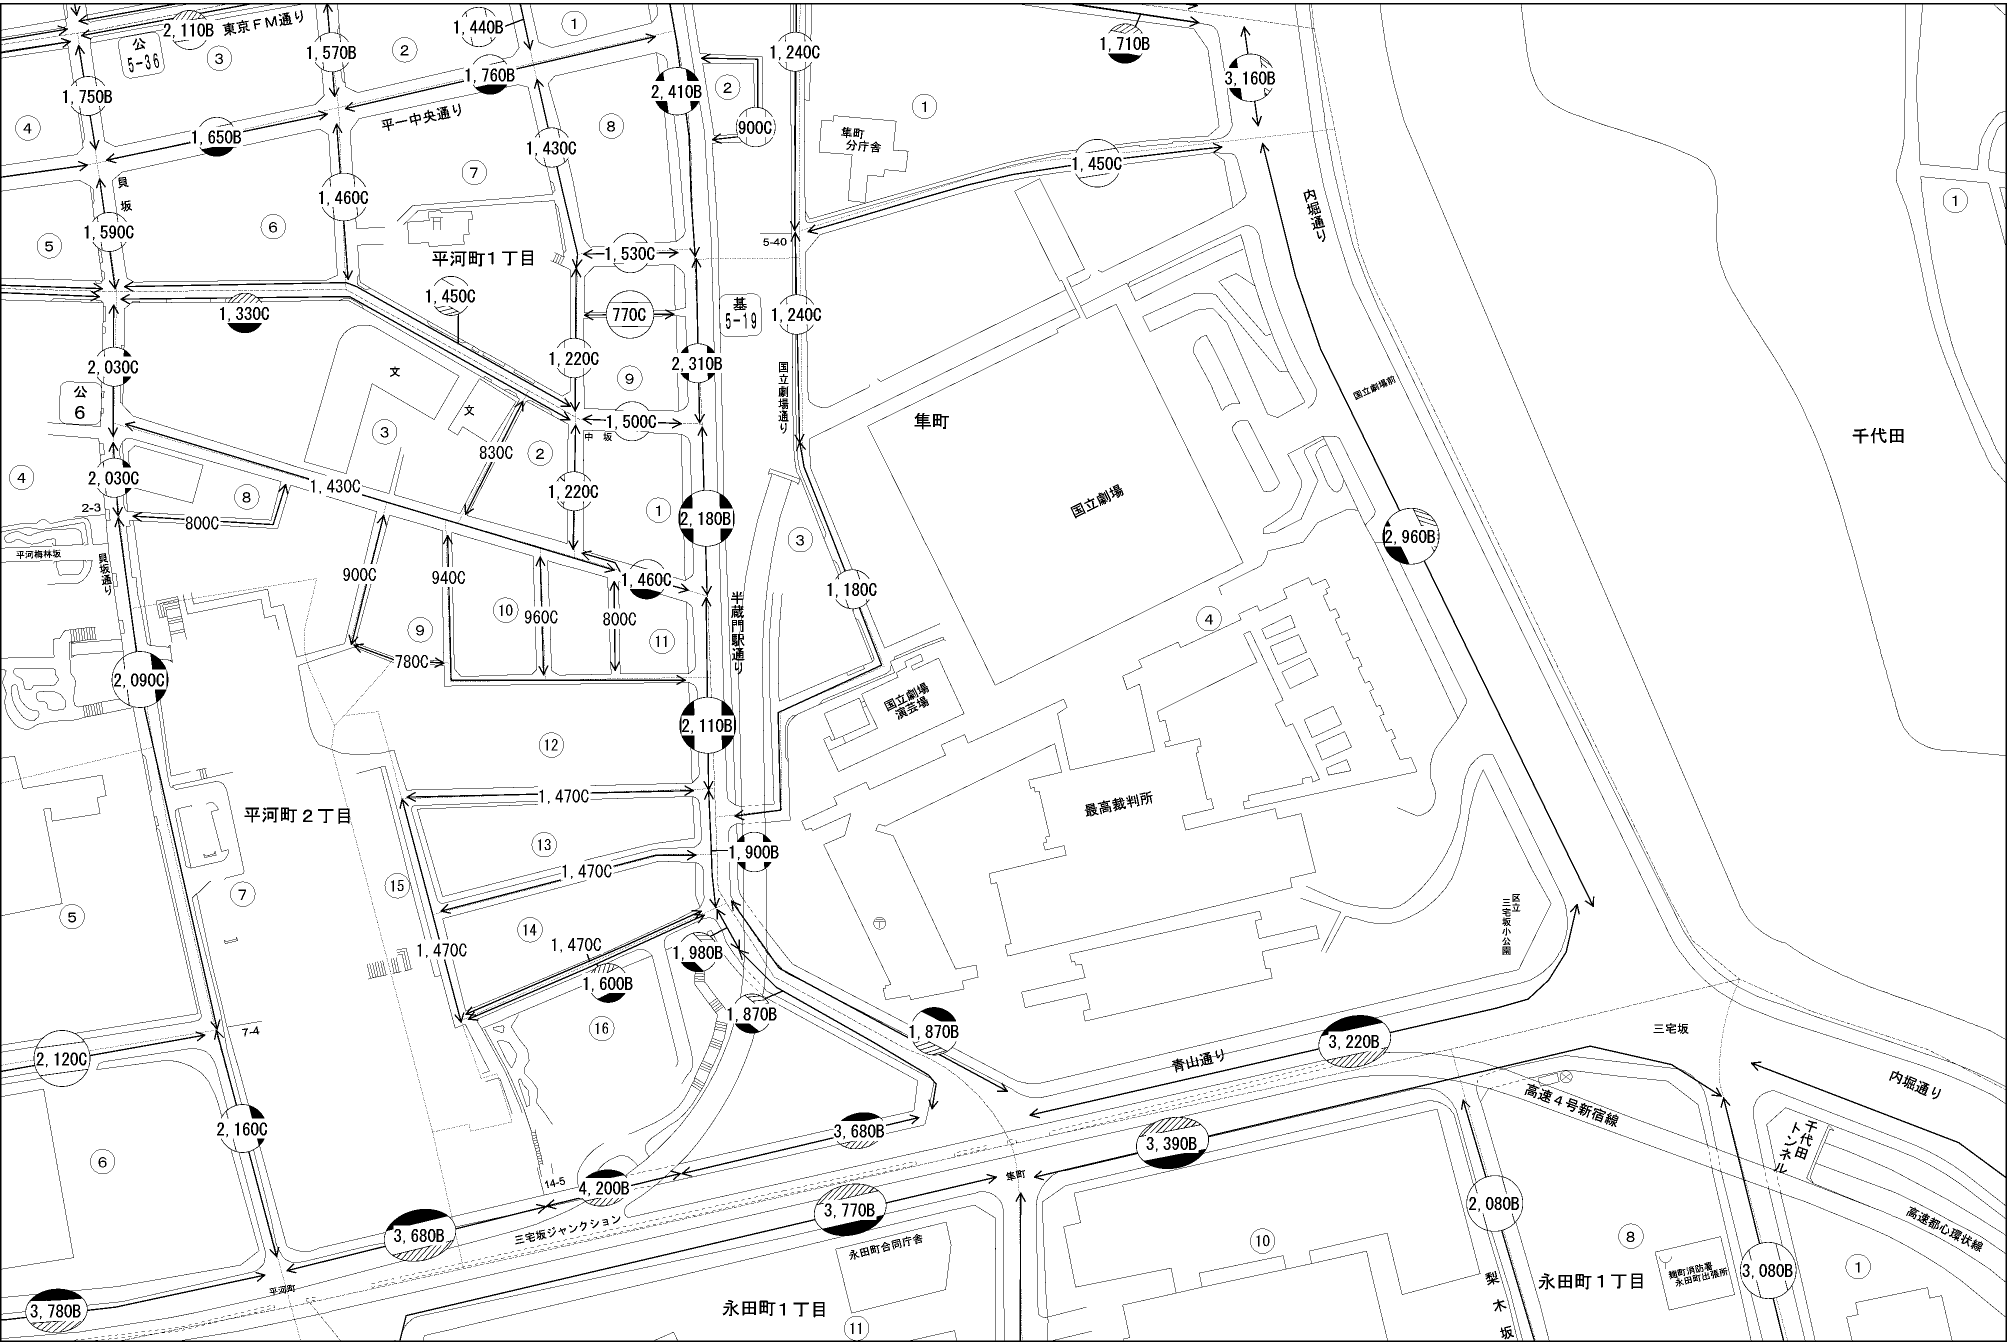 2,110B
東京FM通り
1,440B
①
1,240C
1,710B
公
5-36
③
1,570B
②
1,760B
3,160B
2,410B
②
1,750B
④
1,650B
平一中央通り
900C
⑧
①
隼町
分庁舎
1,430C
⑦
1,450C
貝
坂
1,460C
内堀通り
①
1,590C
⑤
⑥
平河町1丁目
1,530C
5-40
1,450C
1,330C
770C
基
5-19
1,240C
2,030C
1,220C
2,310B
⑨
国立劇場通り
国立劇場前
公
6
文
文
1,500C
中 坂
隼町
千代田
③
830C
②
2,030C
④
⑧
1,430C
1,220C
①
2,180B
国立劇場
2-3
800C
③
2,960B
平河梅林坂
貝坂通り
900C
940C
1,460C
1,180C
半蔵門駅通り
⑩
960C
800C
④
⑨
⑪
780C
2,090C
国立劇場
演芸場
2,110B
⑫
1,470C
最高裁判所
平河町2丁目
⑬
1,900B
1,470C
⑮
⑦
⑤
区立
三宅坂小公園
⑭
1,470C
1,470C
1,980B
〒
1,600B
⑯
1,870B
1,870B
7-4
2,120C
三宅坂
3,220B
青山通り
内堀通り
高速4号新宿線
2,160C
3,680B
3,390B
千代田
トンネル
⑥
14-5
4,200B
隼町
2,080B
3,770B
高速都心環状線
3,680B
三宅坂ジャンクション
永田町合同庁舎
⑩
⑧
3,080B
①
麹町消防署
永田町出張所
平河町
3,780B
永田町1丁目
⑪
梨木坂
永田町1丁目